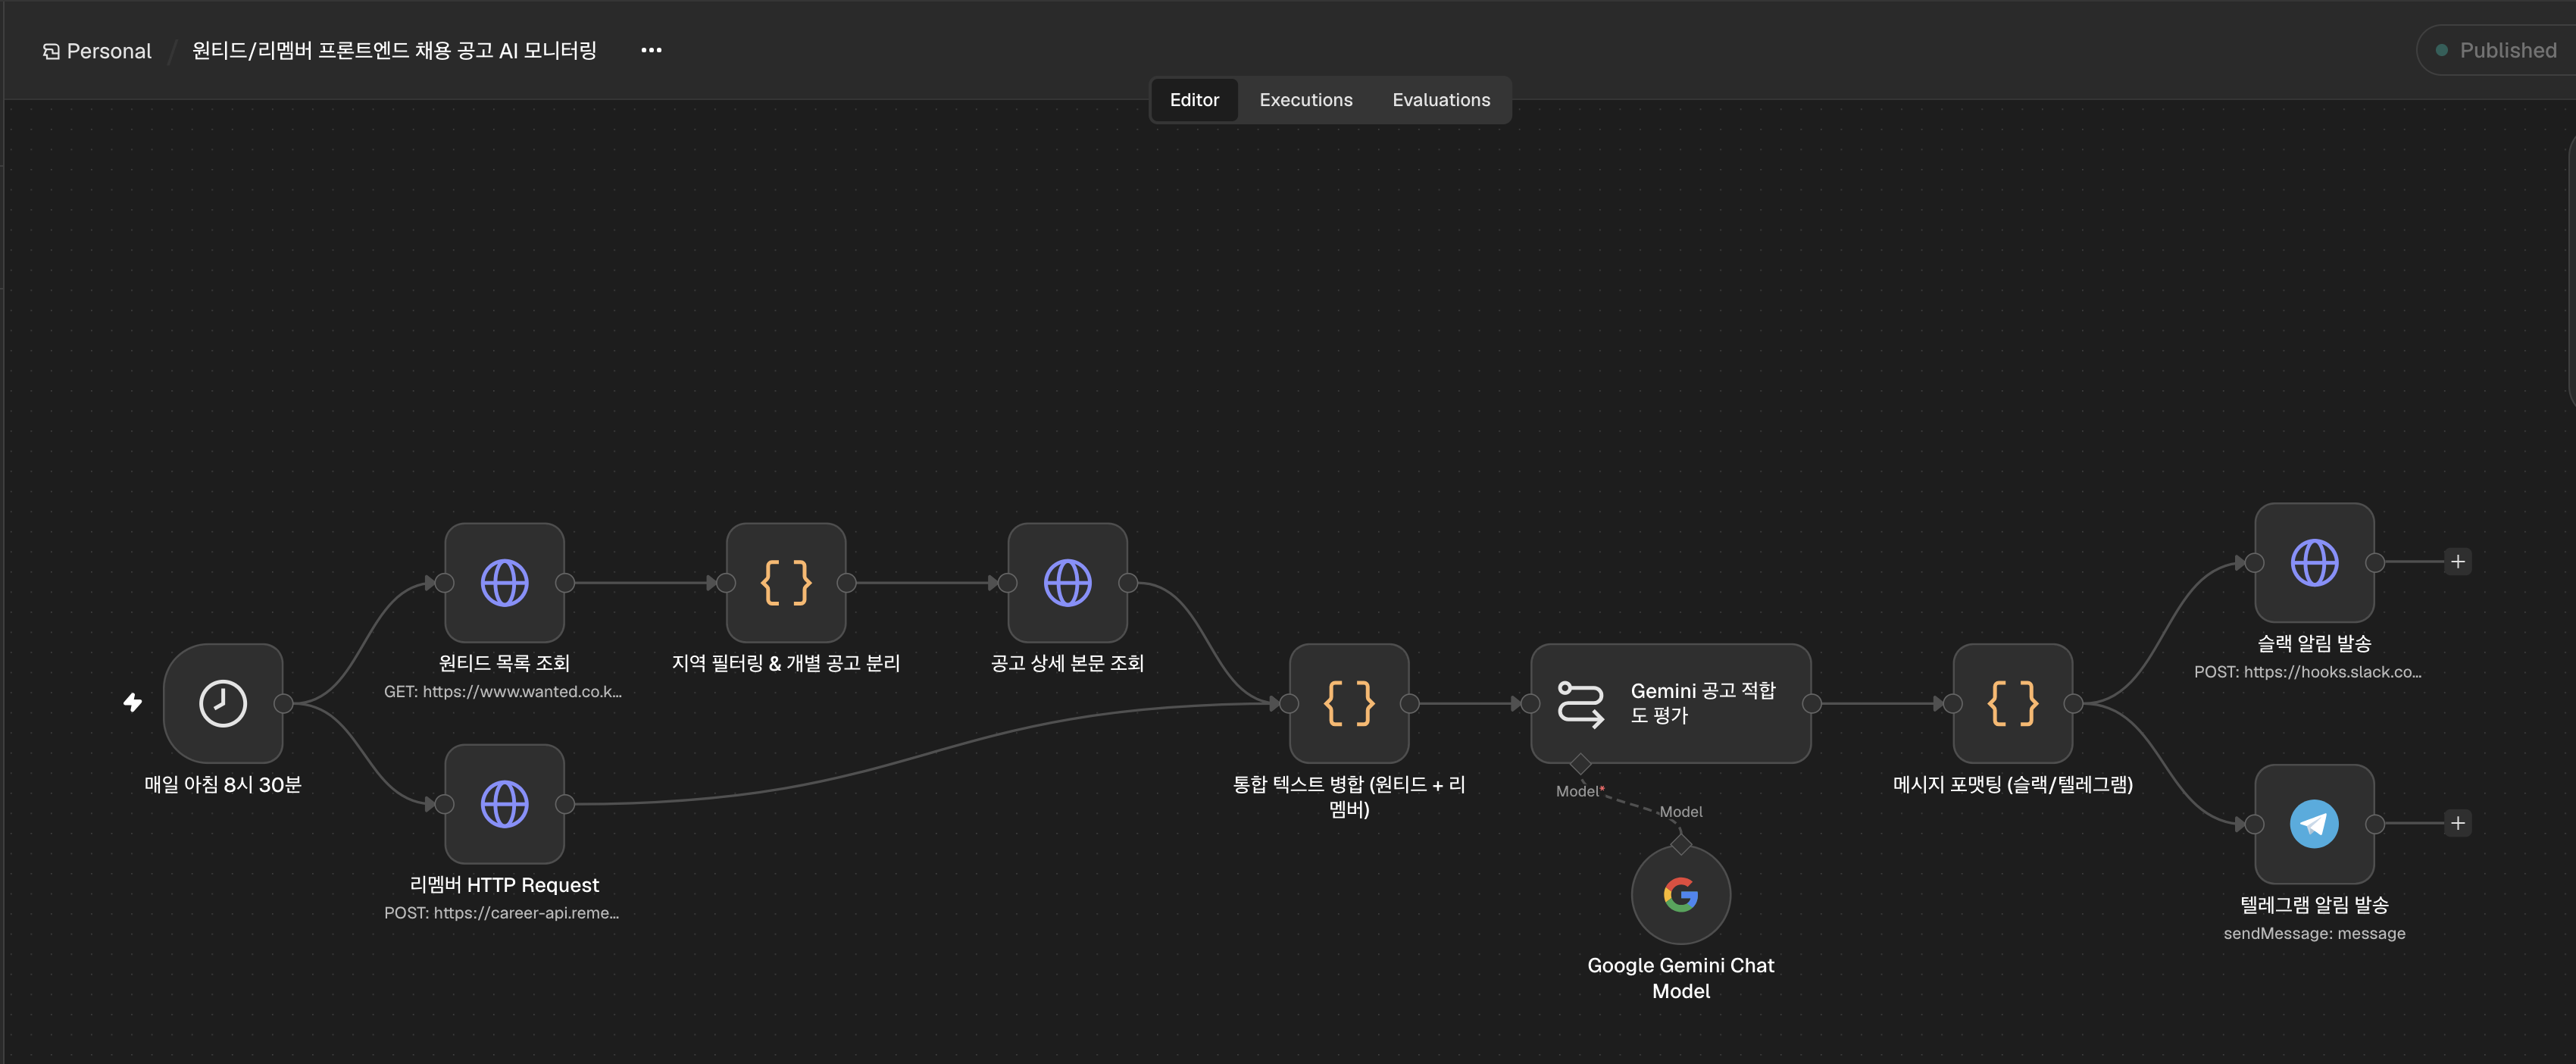 Personal / 원티드/리멤버 프론트엔드 채용 공고 AI 모니터링 •••
Published
Editor Executions Evaluations
매일 아침 8시 30분
원티드 목록 조회
GET: https://www.wanted.co.k...
지역 필터링 & 개별 공고 분리
공고 상세 본문 조회
리멤버 HTTP Request
POST: https://career-api.reme...
통합 텍스트 병합 (원티드 + 리
멤버)
Gemini 공고 적합
도 평가
Model*
Model
Google Gemini Chat
Model
메시지 포맷팅 (슬랙/텔레그램)
슬랙 알림 발송
POST: https://hooks.slack.co...
텔레그램 알림 발송
sendMessage: message